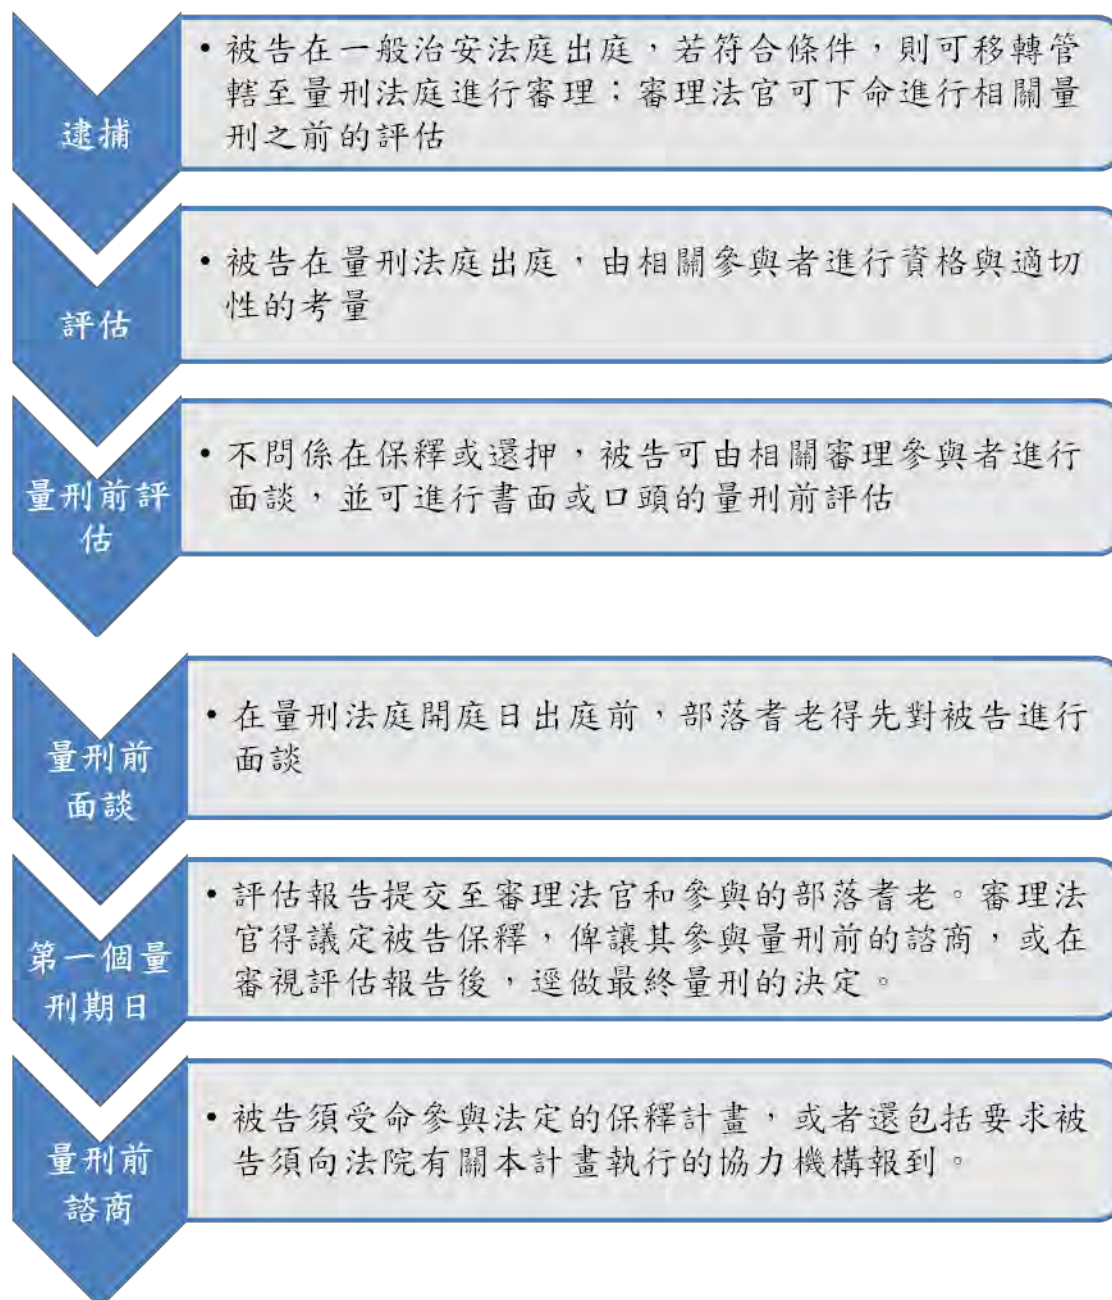 逮捕
• 被告在一般治安法庭出庭，若符合條件，則可移轉管
轄至量刑法庭進行審理；審理法官可下命進行相關量
刑之前的評估
評估
• 被告在量刑法庭出庭，由相關參與者進行資格與適切
性的考量
量刑前評
估
• 不問係在保釋或還押，被告可由相關審理參與者進行
面談，並可進行書面或口頭的量刑前評估
量刑前
面談
• 在量刑法庭開庭日出庭前，部落耆老得先對被告進行
面談
第一個量
刑期日
• 評估報告提交至審理法官和參與的部落耆老。審理法
官得議定被告保釋，俾讓其參與量刑前的諮商，或在
審視評估報告後，逕做最終量刑的決定。
量刑前
諮商
• 被告須受命參與法定的保釋計畫，或者還包括要求被
告須向法院有關本計畫執行的協力機構報到。